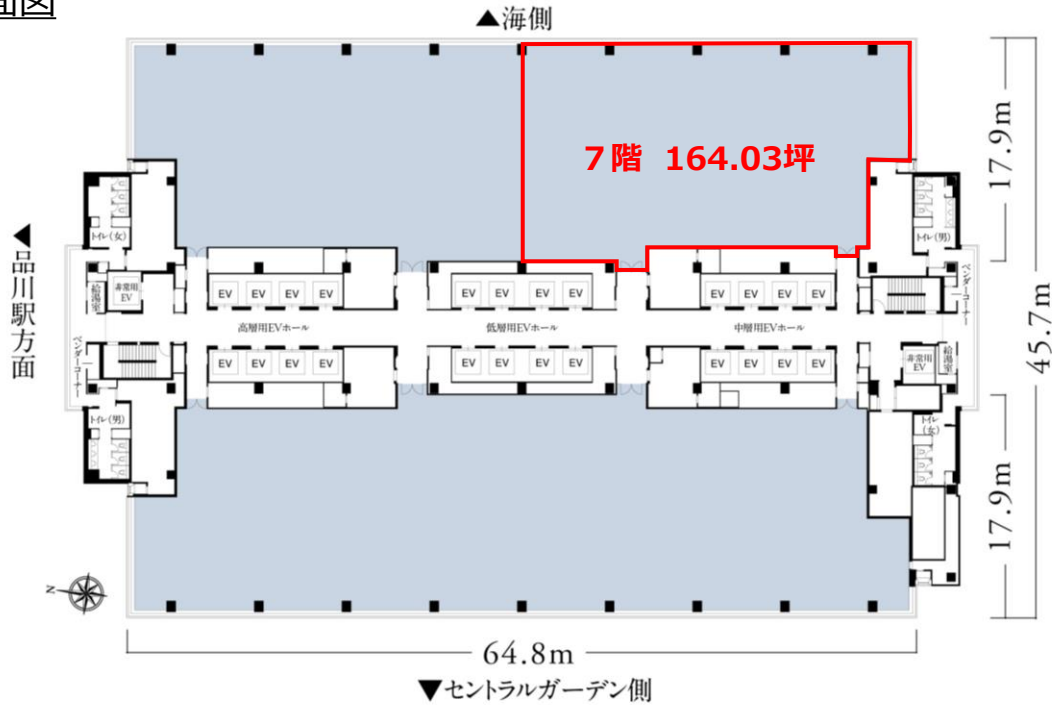 面図
▲海側
7階 164.03坪
17.9m
トイレ(女)
トイレ(男)
▲品川駅方面
給湯室
非常用EV
EV EV EV EV
EV EV EV EV
EV EV EV EV
ベンダーコーナー
高層用EVホール
低層用EVホール
中層用EVホール
45.7m
ベンダーコーナー
EV EV EV EV
EV EV EV EV
EV EV EV EV
非常用EV
給湯室
トイレ(男)
トイレ(女)
17.9m
N
64.8m
▼セントラルガーデン側